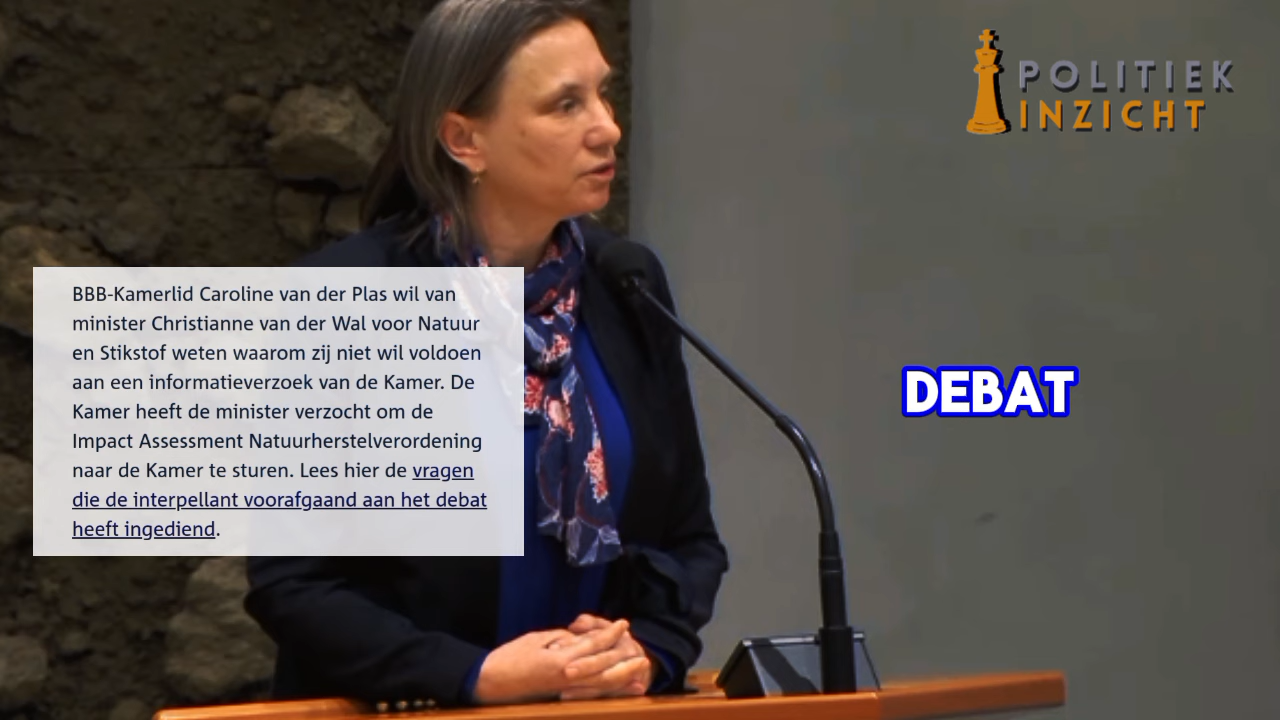 POLITIEK
INZICHT
BBB-Kamerlid Caroline van der Plas wil van
minister Christianne van der Wal voor Natuur
en Stikstof weten waarom zij niet wil voldoen
aan een informatieverzoek van de Kamer. De
Kamer heeft de minister verzocht om de
Impact Assessment Natuurherstelverordening
naar de Kamer te sturen. Lees hier de vragen
die de interpellant voorafgaand aan het debat
heeft ingediend.
DEBAT